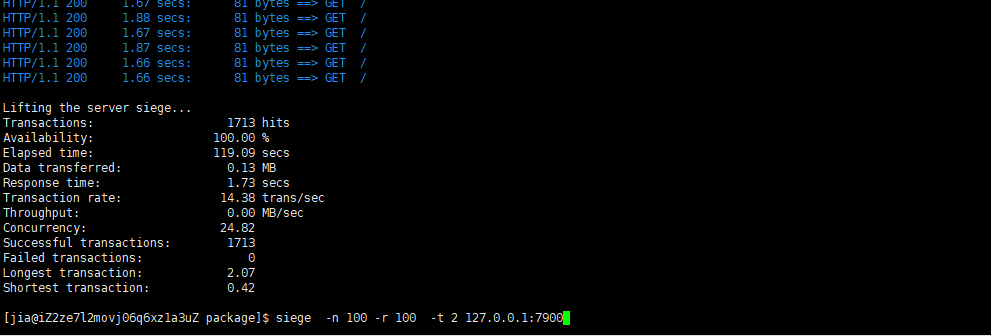 HTTP/1.1 200     1.67 secs:      81 bytes ==> GET  /
HTTP/1.1 200     1.88 secs:      81 bytes ==> GET  /
HTTP/1.1 200     1.67 secs:      81 bytes ==> GET  /
HTTP/1.1 200     1.87 secs:      81 bytes ==> GET  /
HTTP/1.1 200     1.66 secs:      81 bytes ==> GET  /
HTTP/1.1 200     1.66 secs:      81 bytes ==> GET  /
Lifting the server siege...
Transactions:                   1713 hits
Availability:                 100.00 %
Elapsed time:                 119.09 secs
Data transferred:               0.13 MB
Response time:                  1.73 secs
Transaction rate:              14.38 trans/sec
Throughput:                     0.00 MB/sec
Concurrency:                   24.82
Successful transactions:        1713
Failed transactions:               0
Longest transaction:            2.07
Shortest transaction:           0.42
[jia@iZ2ze7l2movj06q6xz1a3uZ package]$ siege  -n 100 -r 100  -t 2 127.0.0.1:7900